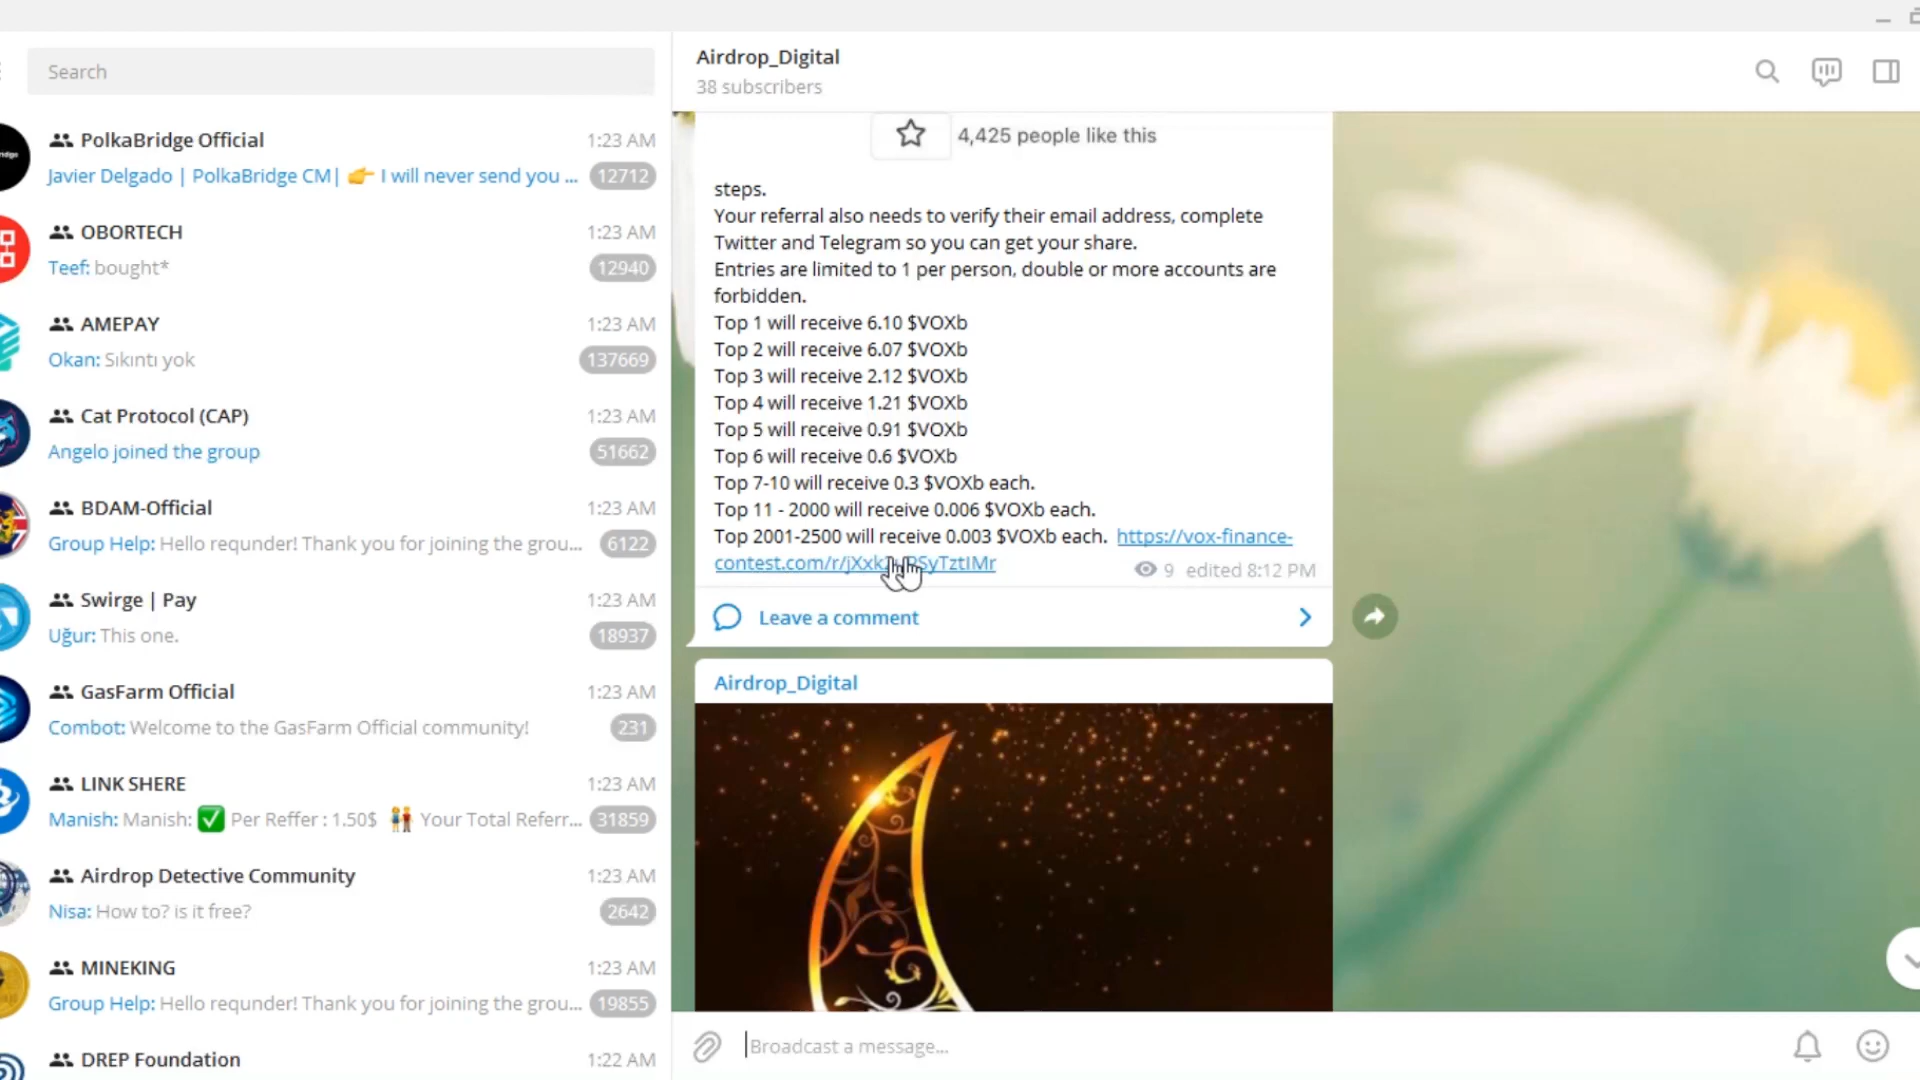 Search
PolkaBridge Official
1:23 AM
Javier Delgado | PolkaBridge CM| 👉 I will never send you ...
12712
OBORTECH
1:23 AM
Teef: bought*
12940
AMEPAY
1:23 AM
Okan: Sıkıntı yok
137669
Cat Protocol (CAP)
1:23 AM
Angelo joined the group
51662
BDAM-Official
1:23 AM
Group Help: Hello requnder! Thank you for joining the grou...
6122
Swirge | Pay
1:23 AM
Uğur: This one.
18937
GasFarm Official
1:23 AM
Combot: Welcome to the GasFarm Official community!
231
LINK SHERE
1:23 AM
Manish: Manish: ✅ Per Reffer : 1.50$ 👫 Your Total Referr...
31859
Airdrop Detective Community
1:23 AM
Nisa: How to? is it free?
2642
MINEKING
1:23 AM
Group Help: Hello requnder! Thank you for joining the grou...
19855
DREP Foundation
1:22 AM
Airdrop_Digital
38 subscribers
4,425 people like this
steps.
Your referral also needs to verify their email address, complete
Twitter and Telegram so you can get your share.
Entries are limited to 1 per person, double or more accounts are
forbidden.
Top 1 will receive 6.10 $VOXb
Top 2 will receive 6.07 $VOXb
Top 3 will receive 2.12 $VOXb
Top 4 will receive 1.21 $VOXb
Top 5 will receive 0.91 $VOXb
Top 6 will receive 0.6 $VOXb
Top 7-10 will receive 0.3 $VOXb each.
Top 11 - 2000 will receive 0.006 $VOXb each.
Top 2001-2500 will receive 0.003 $VOXb each. https://vox-finance-
9 edited 8:12 PM
Leave a comment
Airdrop_Digital
Broadcast a message...